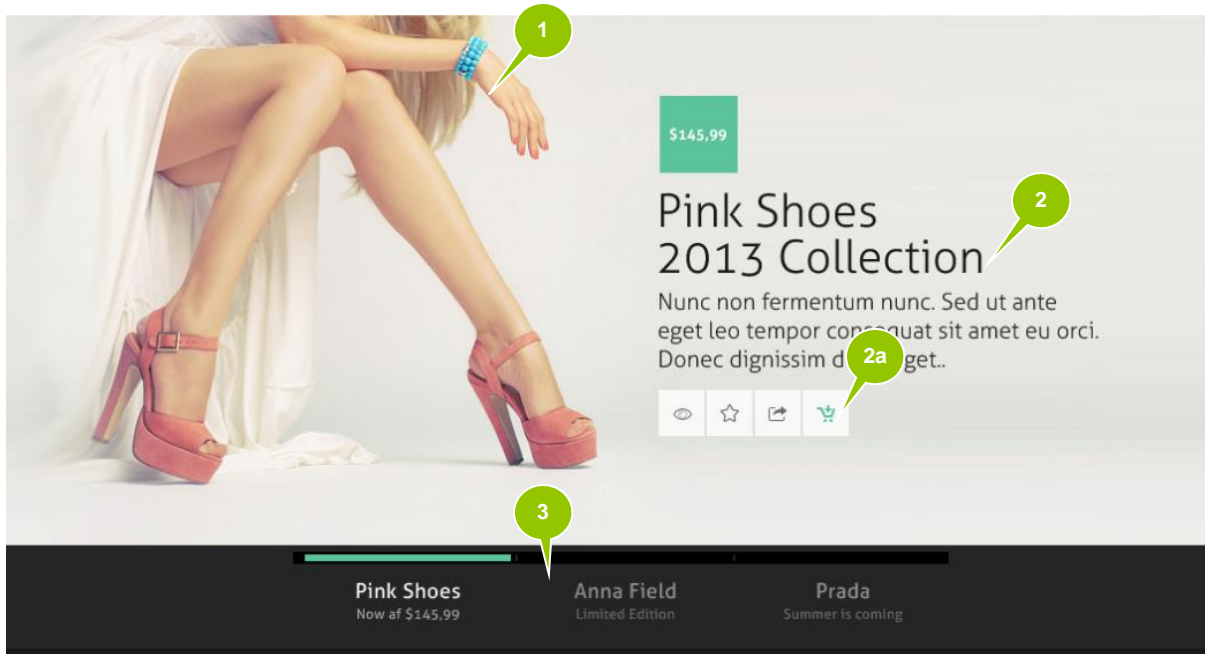 1
$145,99
2
Pink Shoes
2013 Collection
Nunc non fermentum nunc. Sed ut ante
eget leo tempor consequat sit amet eu orci.
Donec dignissim d get..
2a
3
Pink Shoes
Now af $145,99
Anna Field
Limited Edition
Prada
Summer is coming